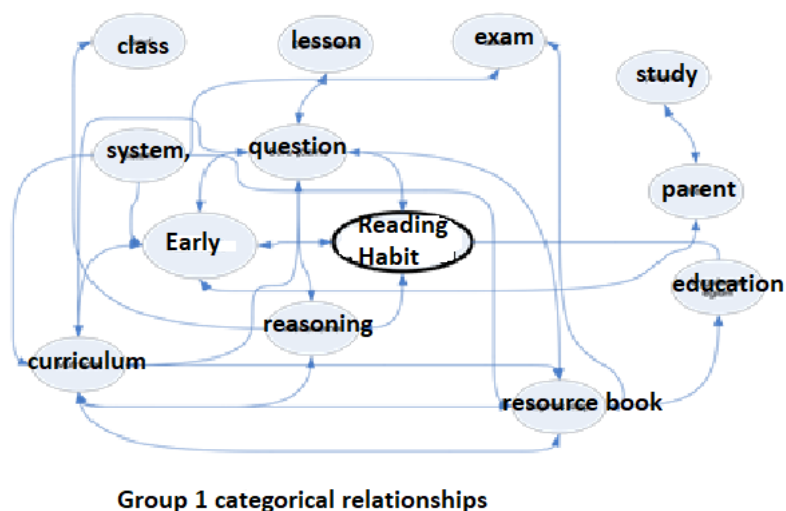 class
lesson
exam
study
system,
question
parent
Early
Reading
Habit
education
reasoning
curriculum
resource book
Group 1 categorical relationships